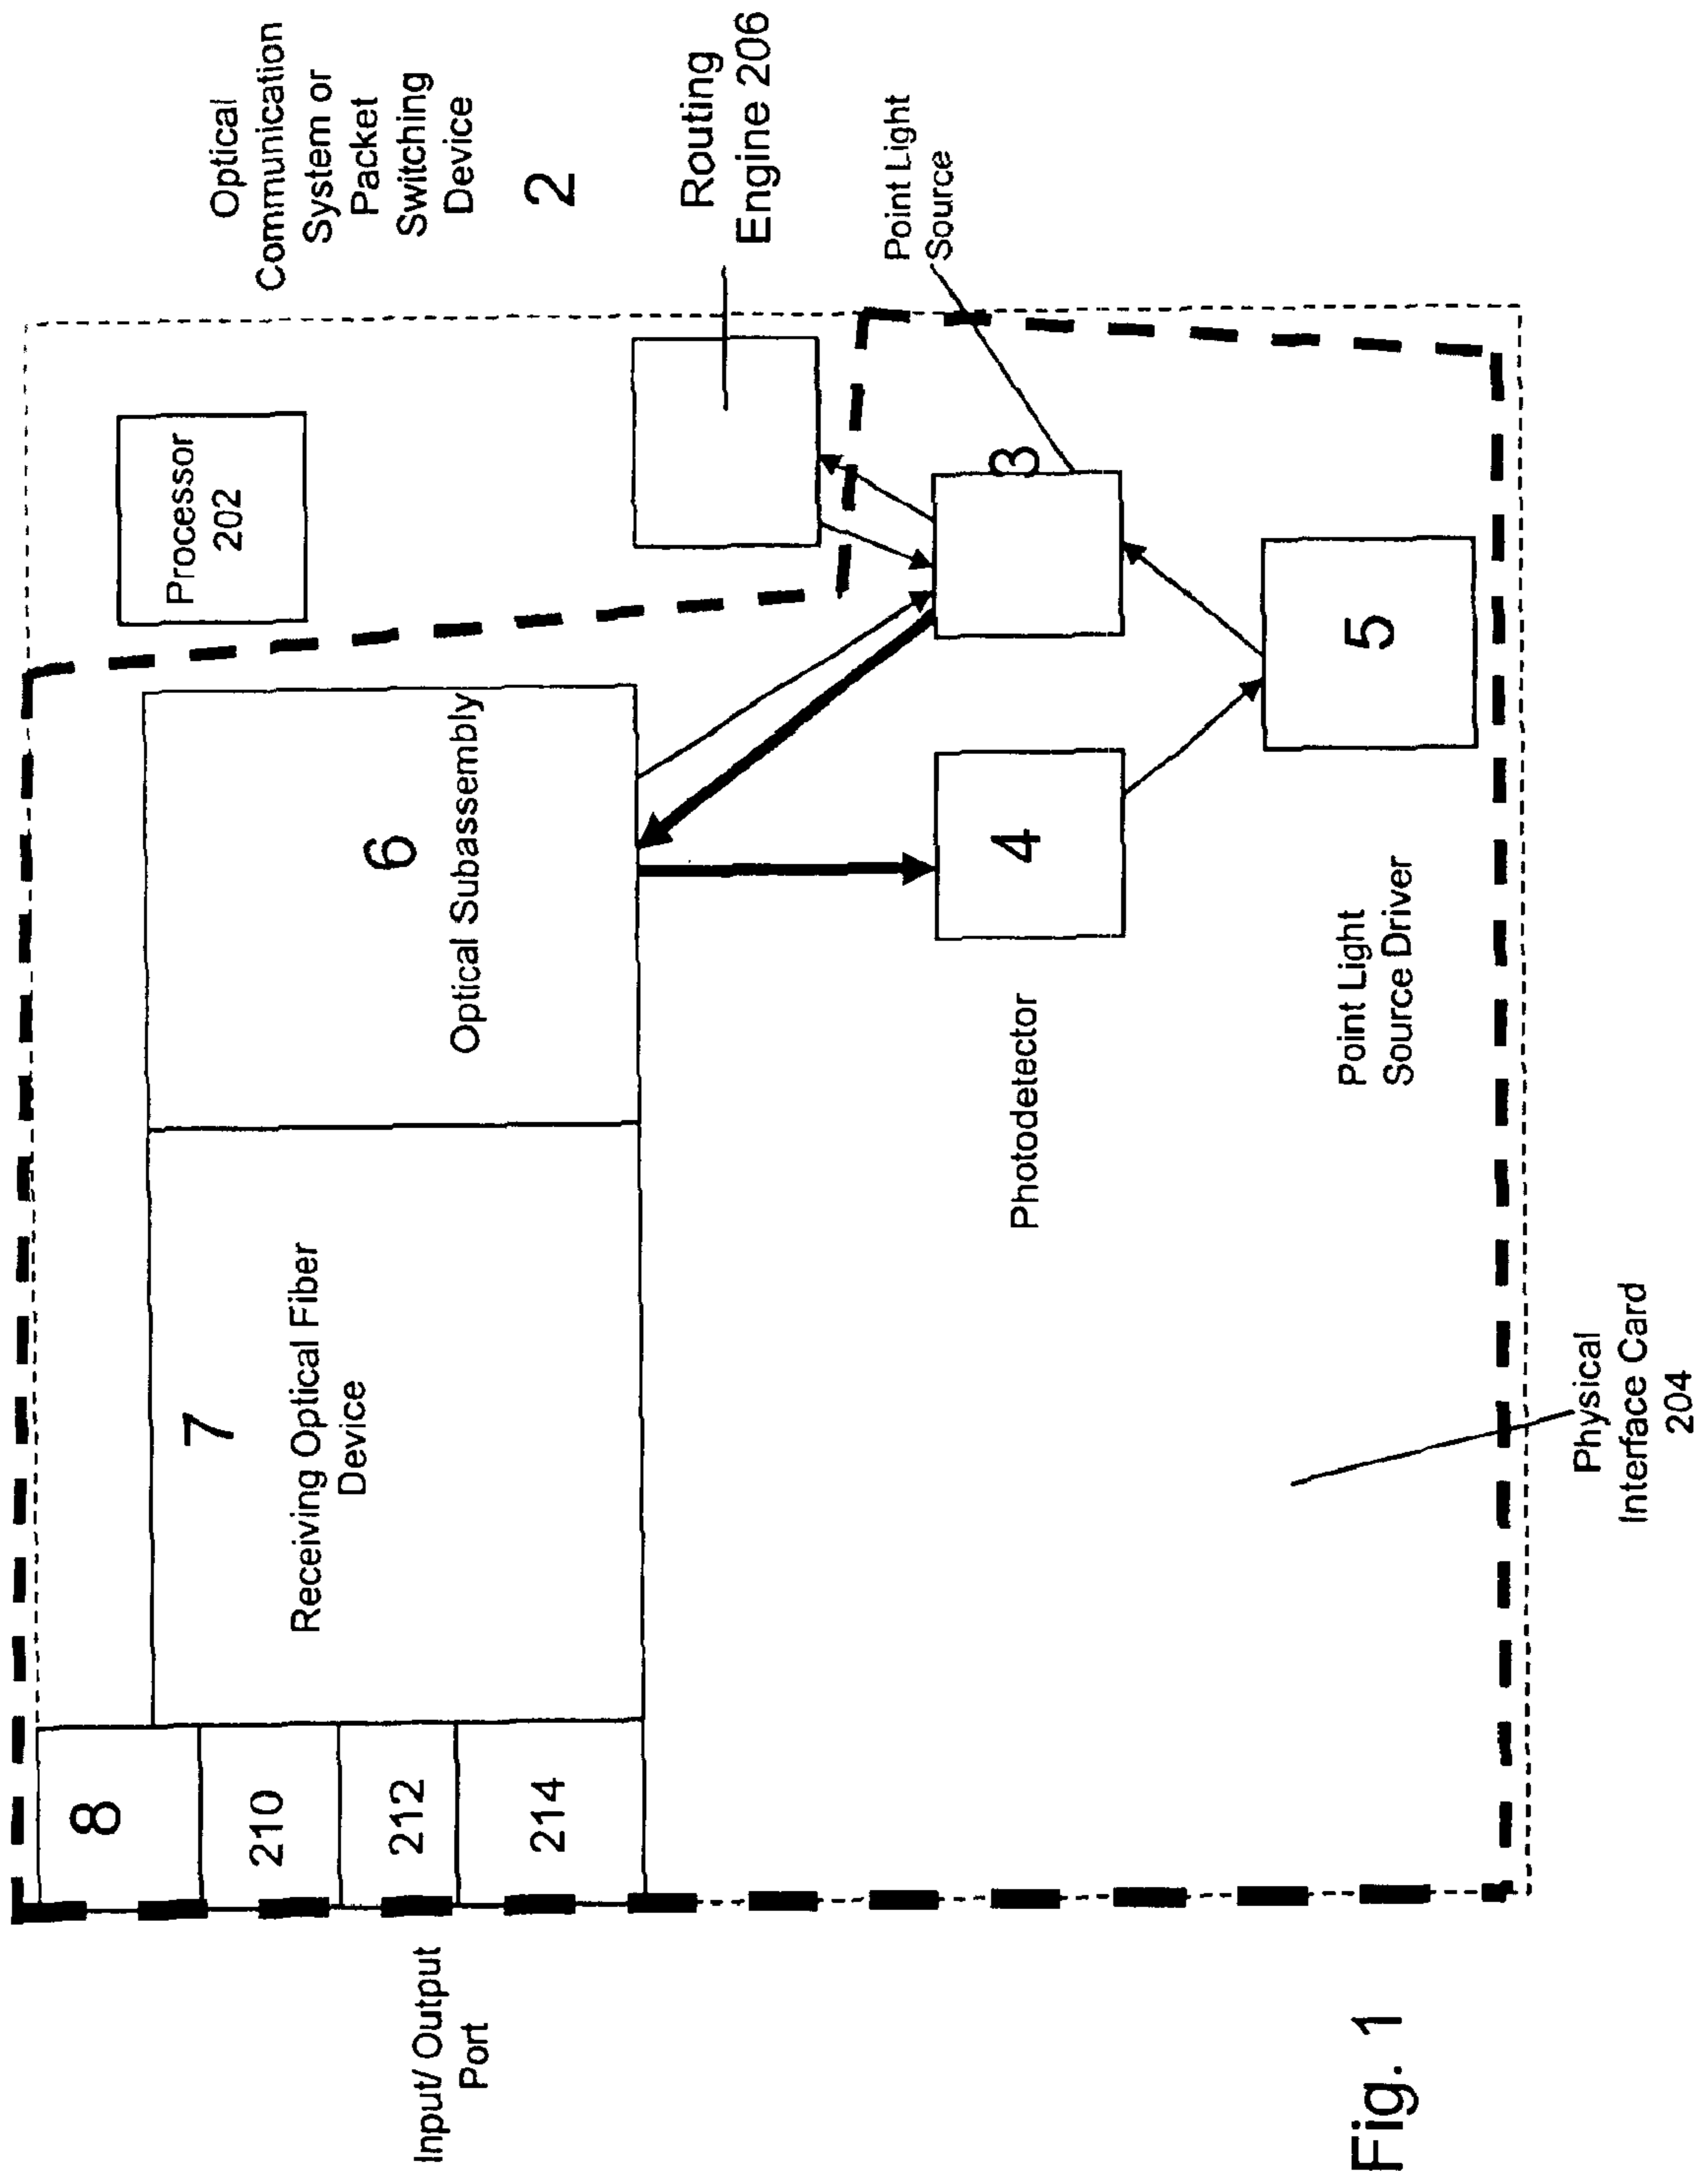 Optical
Communication
System or
Packet
Switching
Device
2
Processor
202
Routing
Engine 206
Point Light
Source
3
6
Optical Subassembly
7
Receiving Optical Fiber
Device
8
210
212
214
Input/ Output
Port
4
Photodetector
5
Point Light
Source Driver
Physical
Interface Card
204
Fig. 1